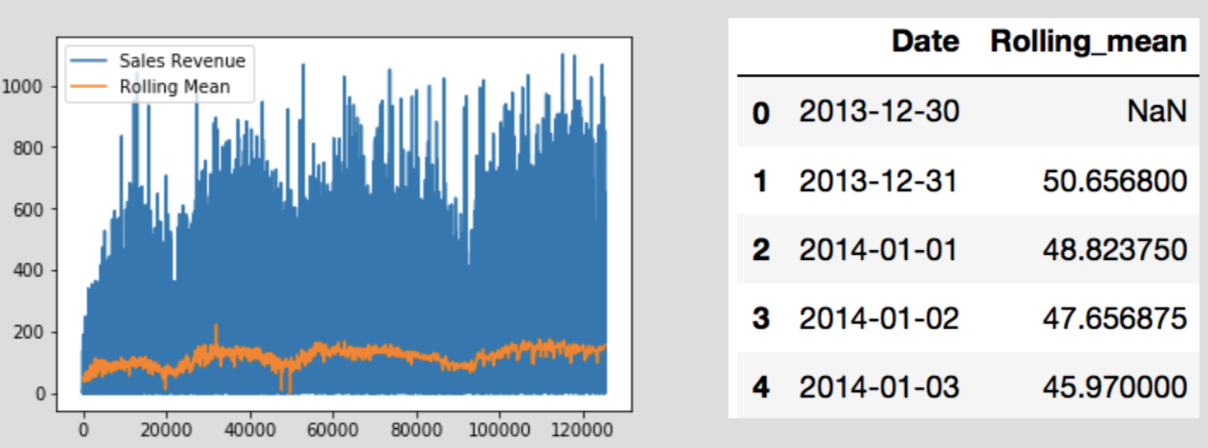 Sales Revenue
Rolling Mean
1000
800
600
400
200
0
0 20000 40000 60000 80000 100000 120000
Date Rolling_mean
0 2013-12-30 NaN
1 2013-12-31 50.656800
2 2014-01-01 48.823750
3 2014-01-02 47.656875
4 2014-01-03 45.970000